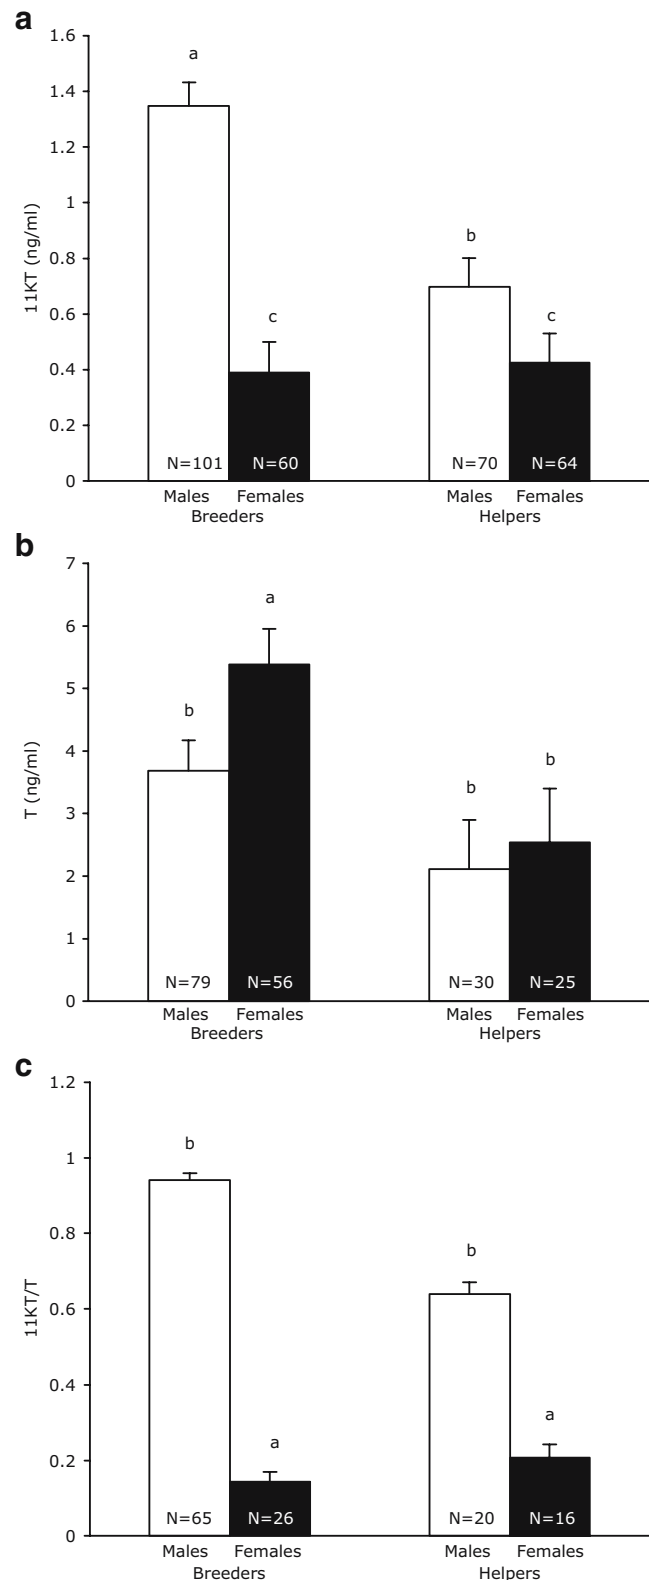 a
1.6
1.4
1.2
1
0.8
0.6
0.4
0.2
0
11KT (ng/ml)
a
c
b
c
N=101 N=60 N=70 N=64
Males Females Males Females
Breeders Helpers
b
7
6
5
4
3
2
1
0
T (ng/ml)
b
a
b
b
N=79 N=56 N=30 N=25
Males Females Males Females
Breeders Helpers
c
1.2
1
0.8
0.6
0.4
0.2
0
11KT/T
b
a
b
a
N=65 N=26 N=20 N=16
Males Females Males Females
Breeders Helpers